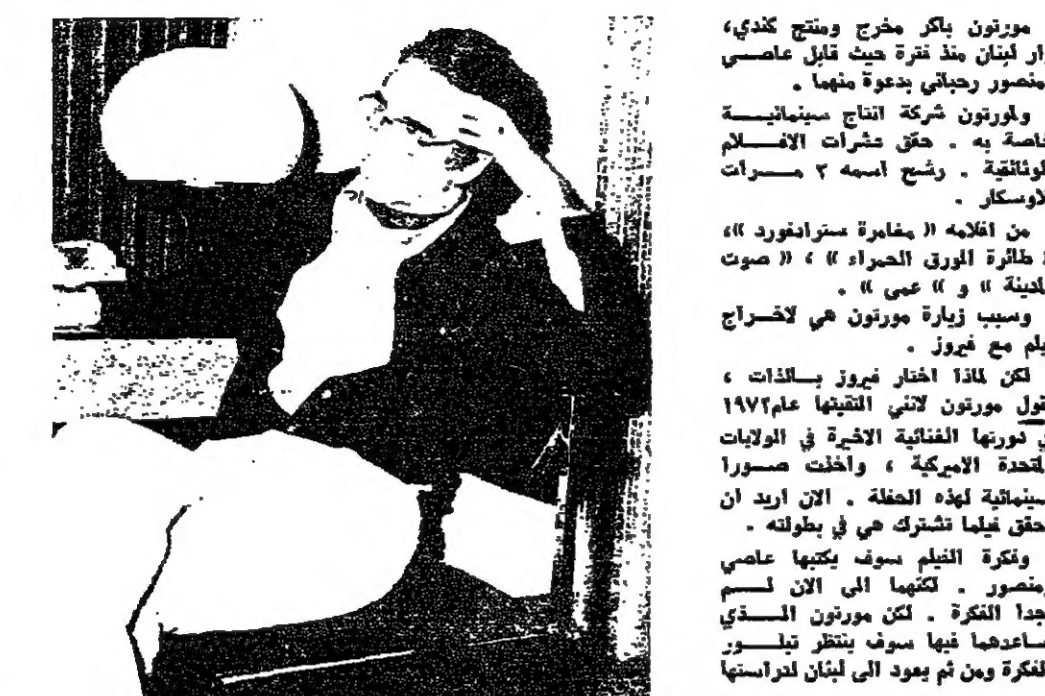 مورتون باكر مخرج ومنتج كندي،
زار لبنان منذ فترة حيث قابل عاصي
ومنصور رحباني بدعوة منهما .
ولمورتون شركة انتاج سينمائية
خاصة به . حقق عشرات الافلام
الوثائقية . رشح اسمه ٢ مرات
للاوسكار .
من افلامه « مغامرة سترادفورد »،
« طائرة الورق الحمراء » ، « صوت
المدينة » و « عمي » .
وسبب زيارة مورتون هي لاخراج
فيلم مع فيروز .
لكن لماذا اختار فيروز بالذات ،
يقول مورتون لانني التقيتها عام١٩٧٢
في دورتها الغنائية الاخيرة في الولايات
المتحدة الاميركية ، واخذت صورا
سينمائية لهذه الحفلة . الان اريد ان
احقق فيلما تشترك هي في بطولته .
وفكرة الفيلم سوف يكتبها عاصي
ومنصور . لكنهما الى الان لم
يجدا الفكرة . لكن مورتون الذي
ساعدهما فيها سوف ينتظر تبلور
الفكرة ومن ثم يعود الى لبنان لدراستها